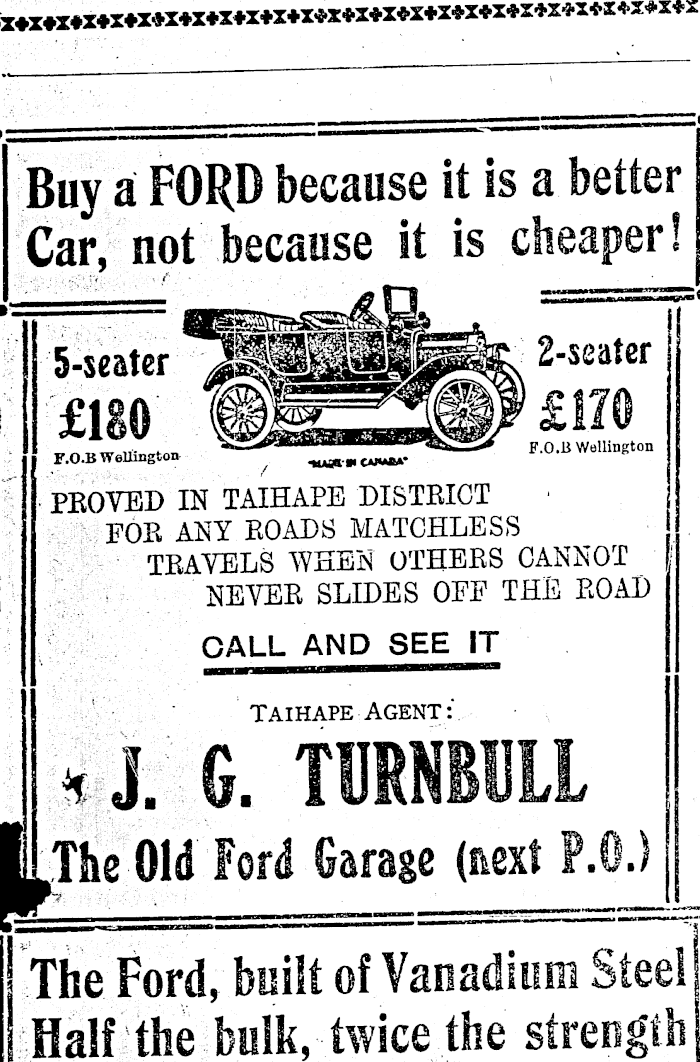 Buy a FORD because it is a better
Car, not because it is cheaper!
5-seater
£180
F.O.B Wellington
2-seater
£170
F.O.B Wellington
"MADE IN CANADA"
PROVED IN TAIHAPE DISTRICT
FOR ANY ROADS MATCHLESS
TRAVELS WHEN OTHERS CANNOT
NEVER SLIDES OFF THE ROAD
CALL AND SEE IT
TAIHAPE AGENT:
J. G. TURNBULL
The Old Ford Garage (next P.O.)
The Ford, built of Vanadium Steel
Half the bulk, twice the strength